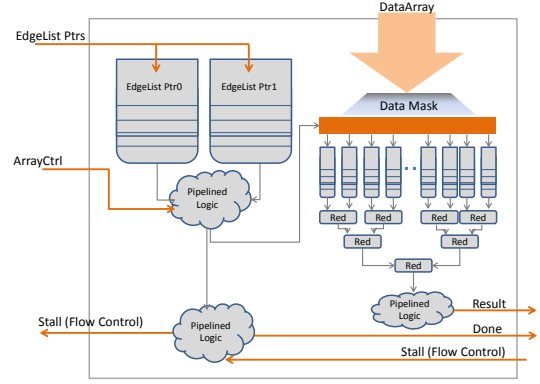 DataArray
EdgeList Ptrs
EdgeList Ptr0
EdgeList Ptr1
Data Mask
ArrayCtrl
Pipelined
Logic
Red
Red
Red
Red
Red
Red
Red
Pipelined
Logic
Result
Stall (Flow Control)
Pipelined
Logic
Done
Stall (Flow Control)